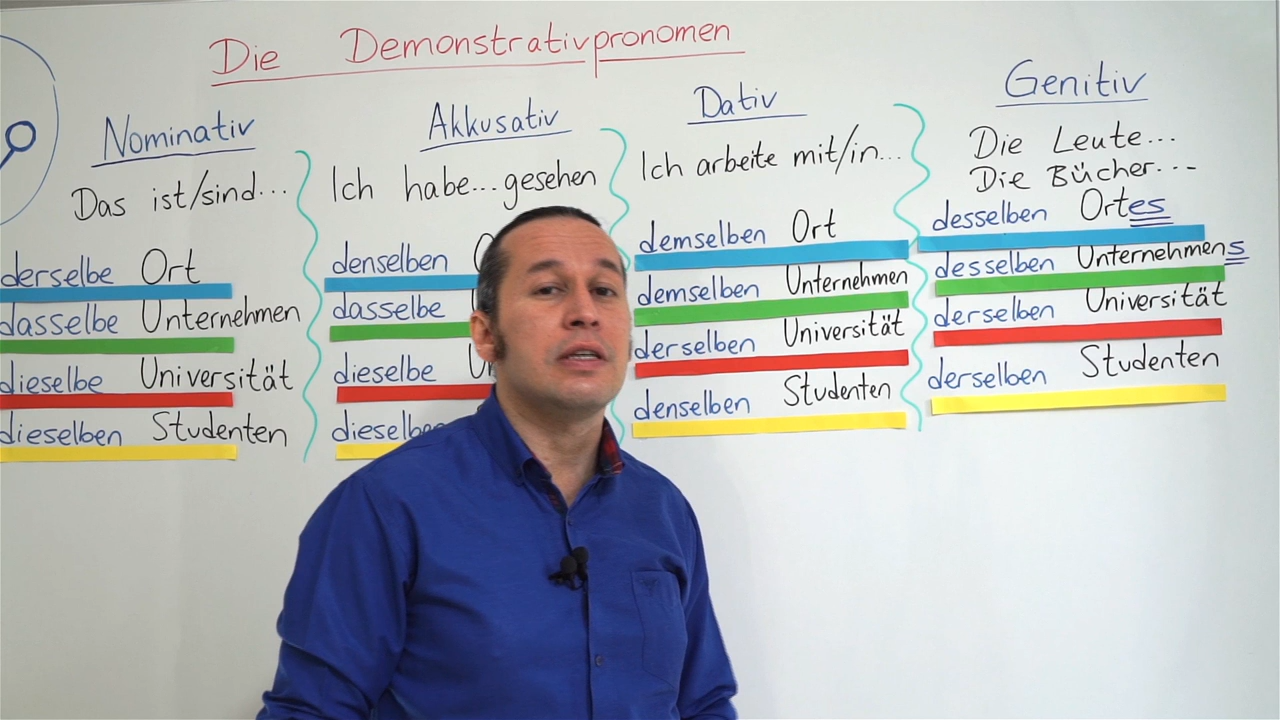 Die Demonstrativpronomen
Nominativ
Das ist/sind...
derselbe Ort
dasselbe Unternehmen
dieselbe Universität
dieselben Studenten
Akkusativ
Ich habe...gesehen
denselben
dasselbe
dieselbe
Dativ
Ich arbeite mit/in...
demselben Ort
demselben Unternehmen
derselben Universität
denselben Studenten
Genitiv
Die Leute...
Die Bücher...
desselben Ortes
desselben Unternehmens
derselben Universität
derselben Studenten